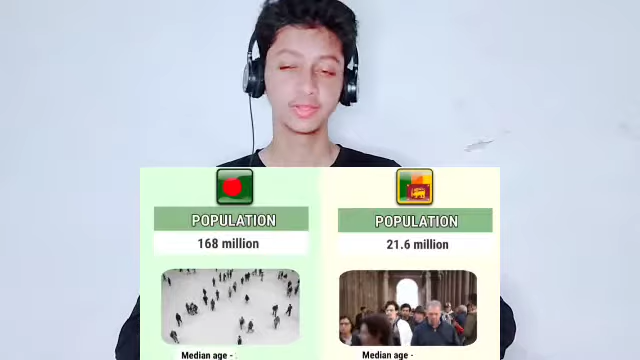 POPULATION
168 million
Median age - .
POPULATION
21.6 million
Median age -